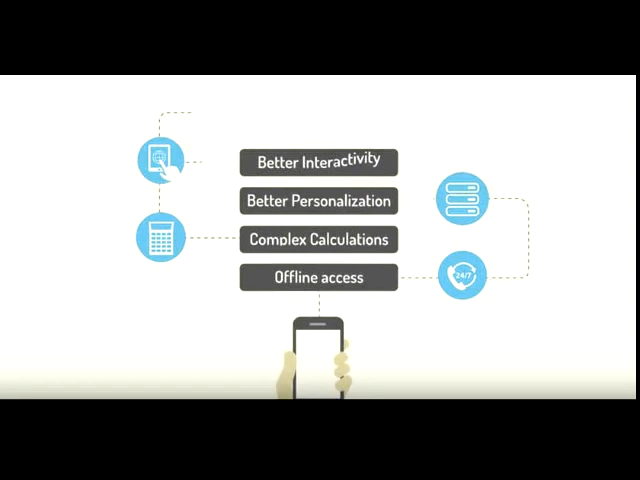 Better Interactivity
Better Personalization
Complex Calculations
Offline access
24/7